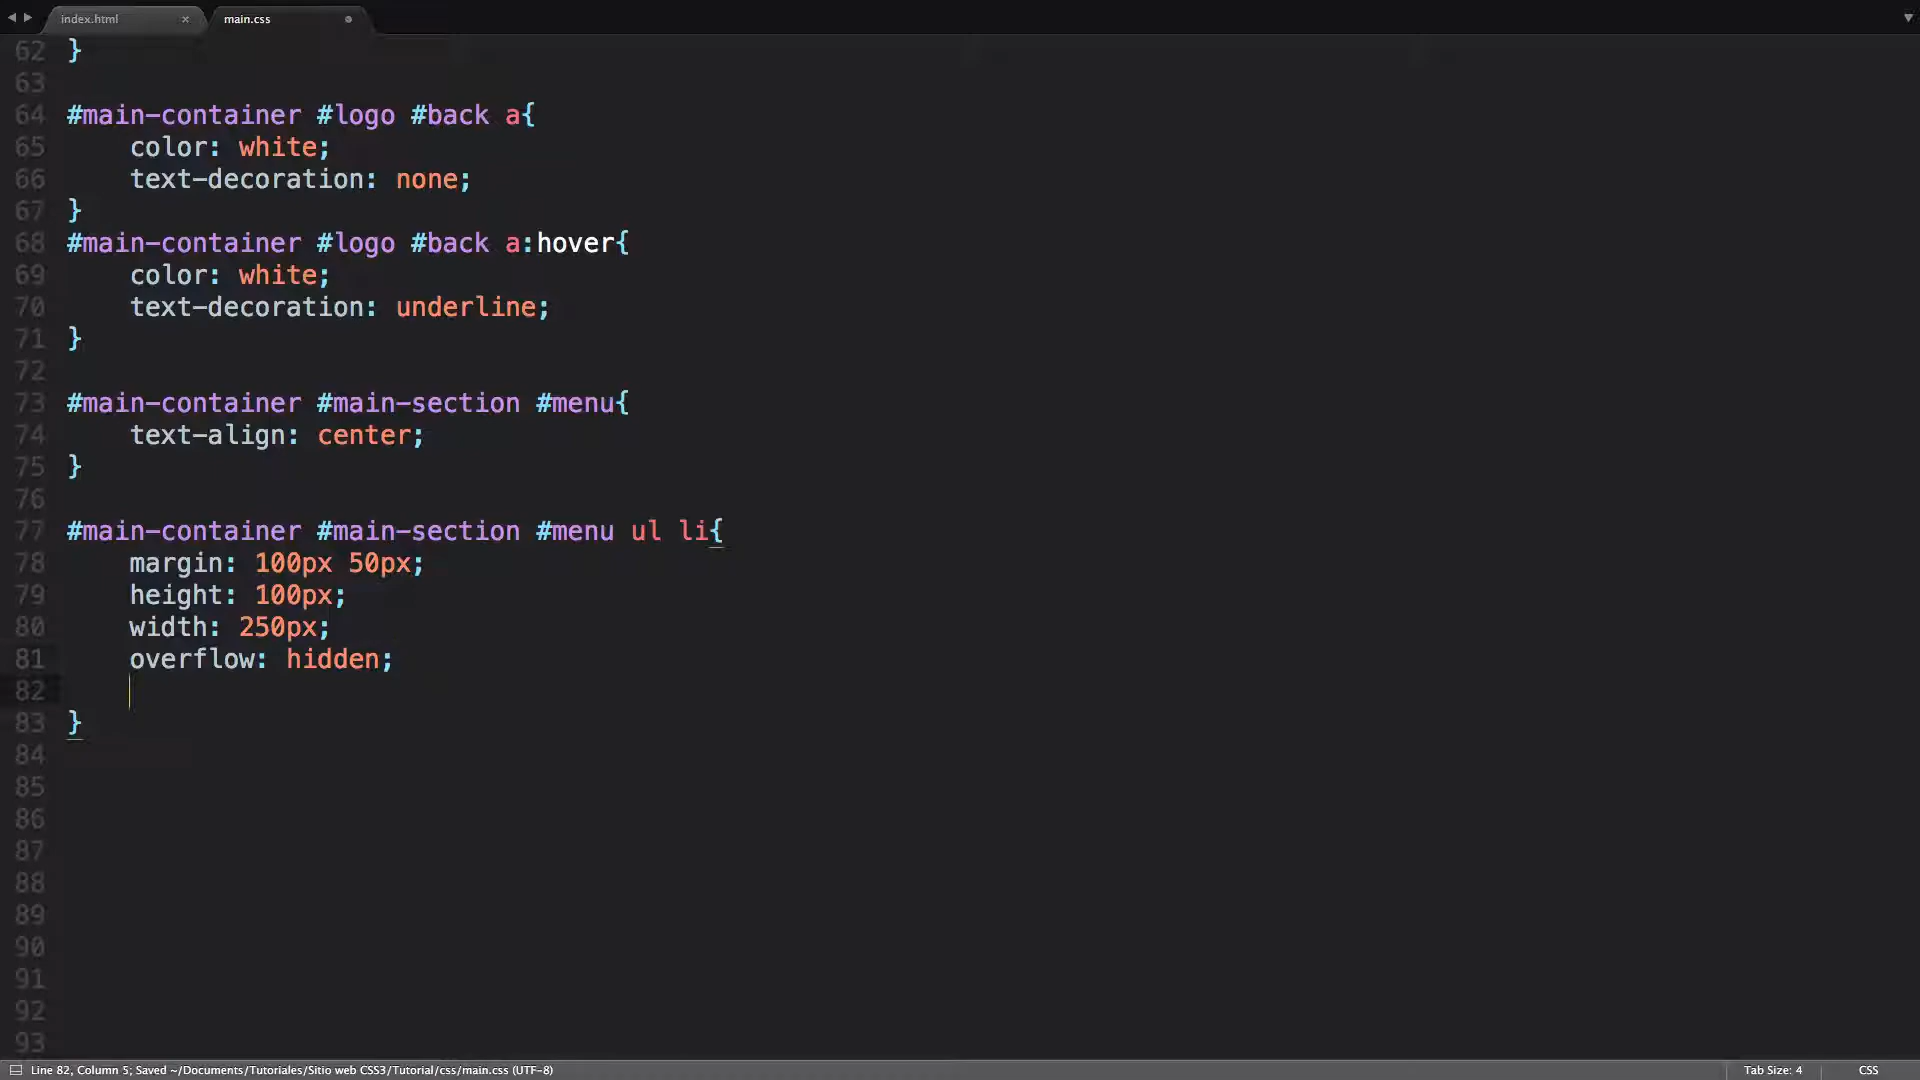 index.html
main.css
62 }
63
64 #main-container #logo #back a{
65 color: white;
66 text-decoration: none;
67 }
68 #main-container #logo #back a:hover{
69 color: white;
70 text-decoration: underline;
71 }
72
73 #main-container #main-section #menu{
74 text-align: center;
75 }
76
77 #main-container #main-section #menu ul li{
78 margin: 100px 50px;
79 height: 100px;
80 width: 250px;
81 overflow: hidden;
82
83 }
84
85
86
87
88
89
90
91
92
93
Line 82, Column 5; Saved ~/Documents/Tutoriales/Sitio web CSS3/Tutorial/css/main.css (UTF-8)
Tab Size: 4
CSS